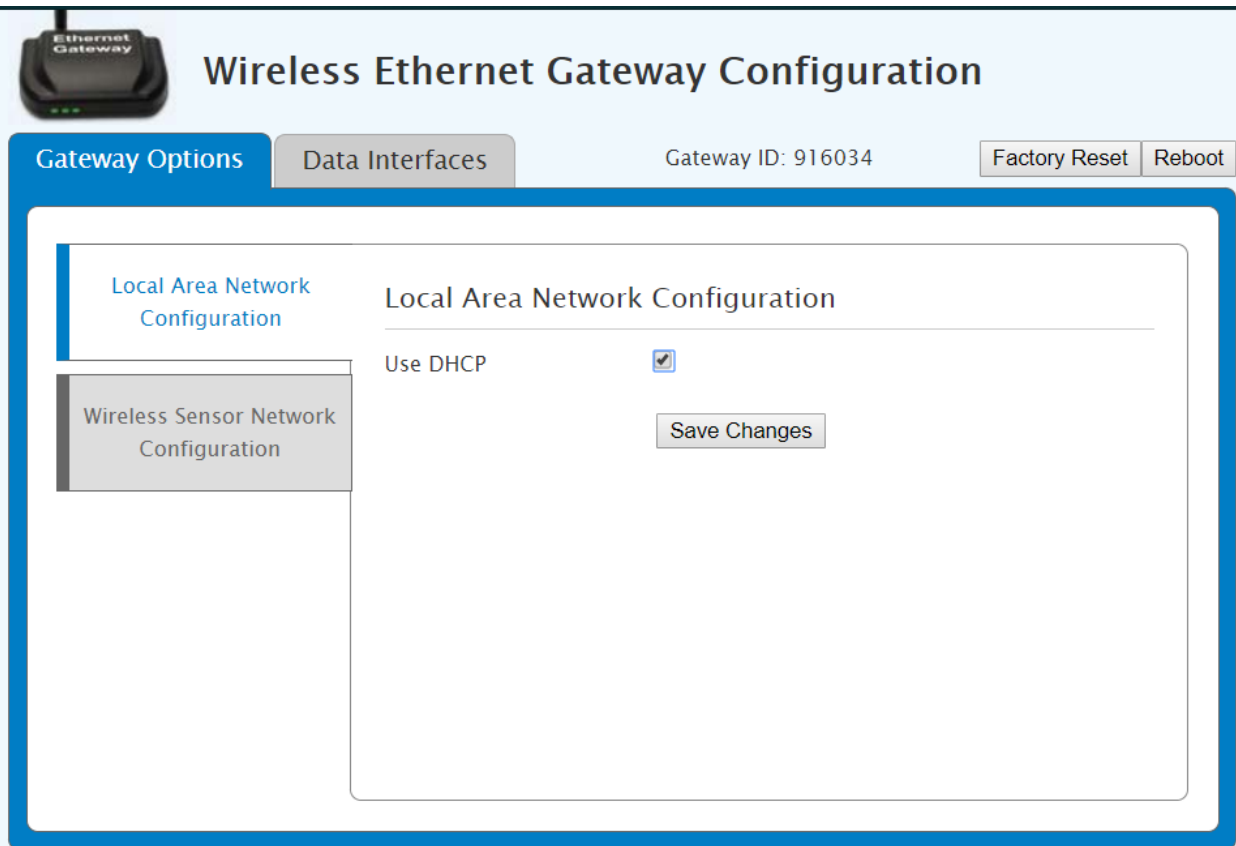 Ethernet
Gateway
Wireless Ethernet Gateway Configuration
Gateway Options
Data Interfaces
Gateway ID: 916034
Factory Reset
Reboot
Local Area Network
Configuration
Wireless Sensor Network
Configuration
Local Area Network Configuration
Use DHCP
Save Changes